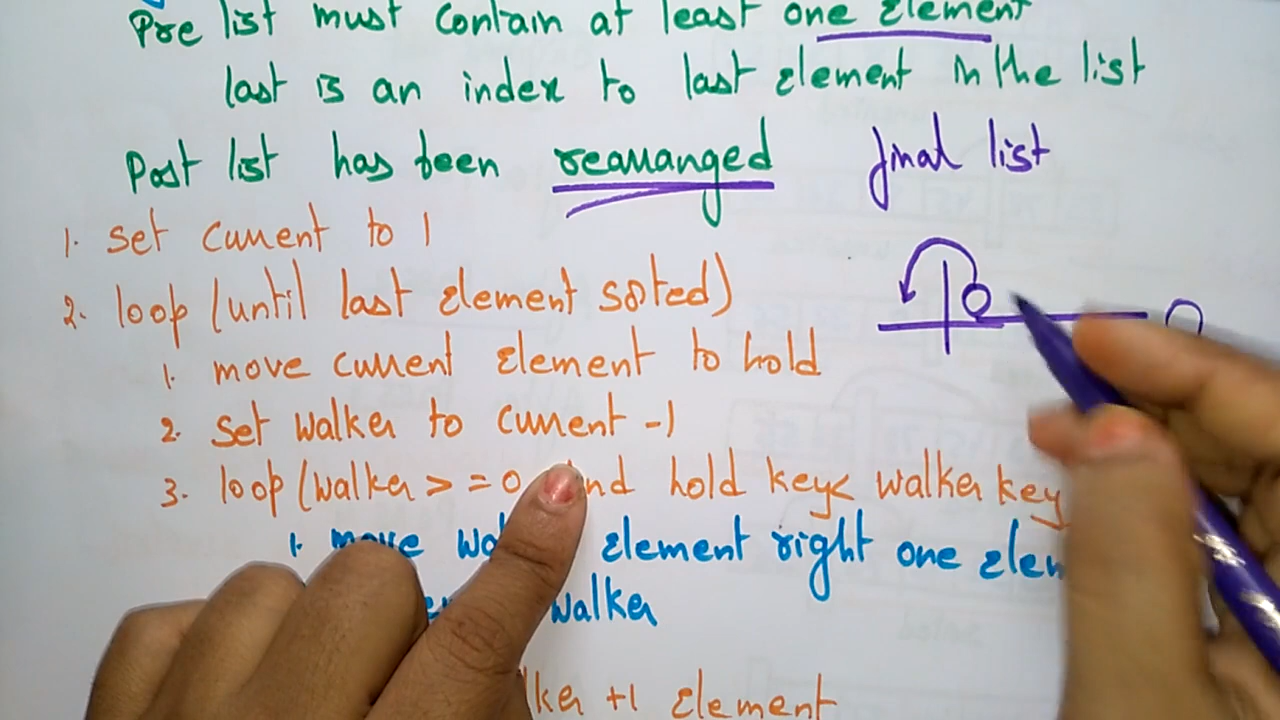 Pre list must contain at least one element
last is an index to last element in the list
Post list has been rearranged final list
1. set current to 1
2. loop (until last element sorted)
1. move current element to hold
2. set walker to current -1
3. loop (walker >= 0 and hold key < walker key
1. move element right one elem
walker
+1 element